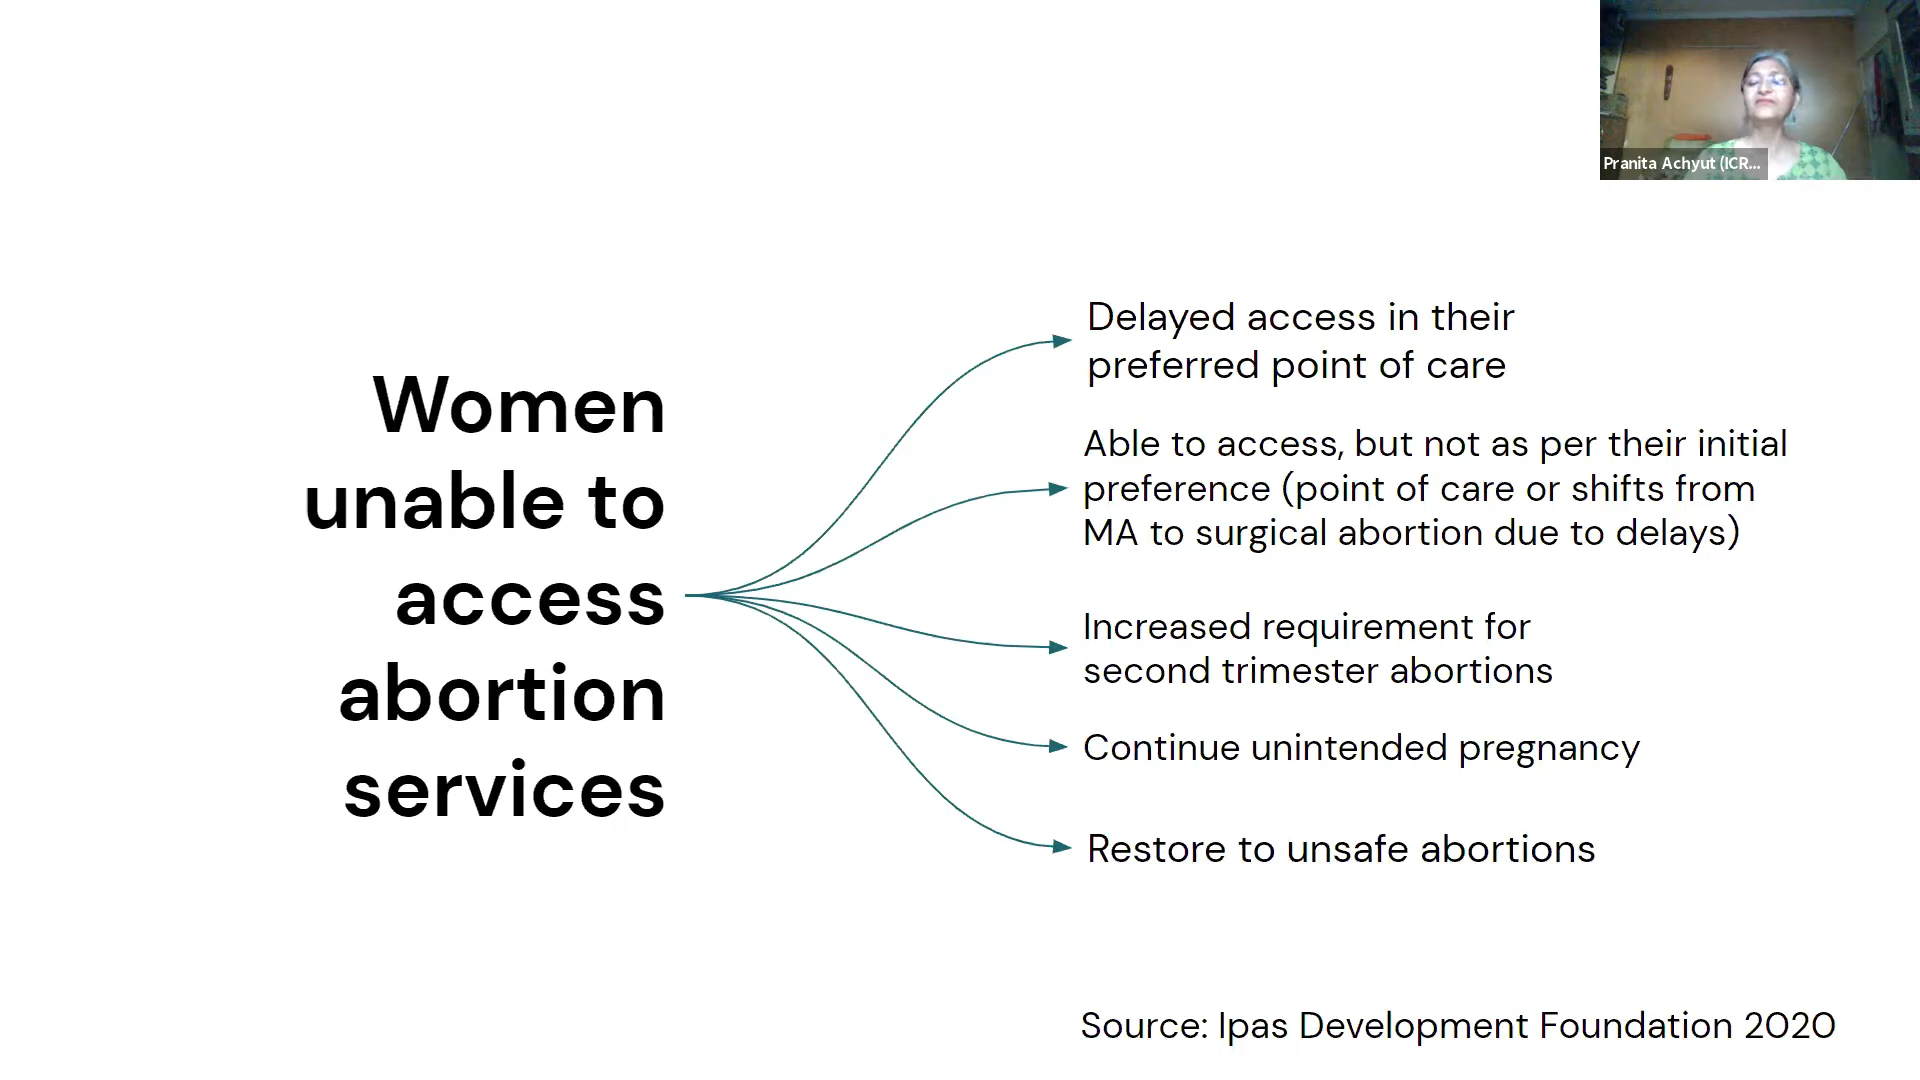 Pranita Achyut (ICR...
Women
unable to
access
abortion
services
Delayed access in their
preferred point of care
Able to access, but not as per their initial
preference (point of care or shifts from
MA to surgical abortion due to delays)
Increased requirement for
second trimester abortions
Continue unintended pregnancy
Restore to unsafe abortions
Source: Ipas Development Foundation 2020